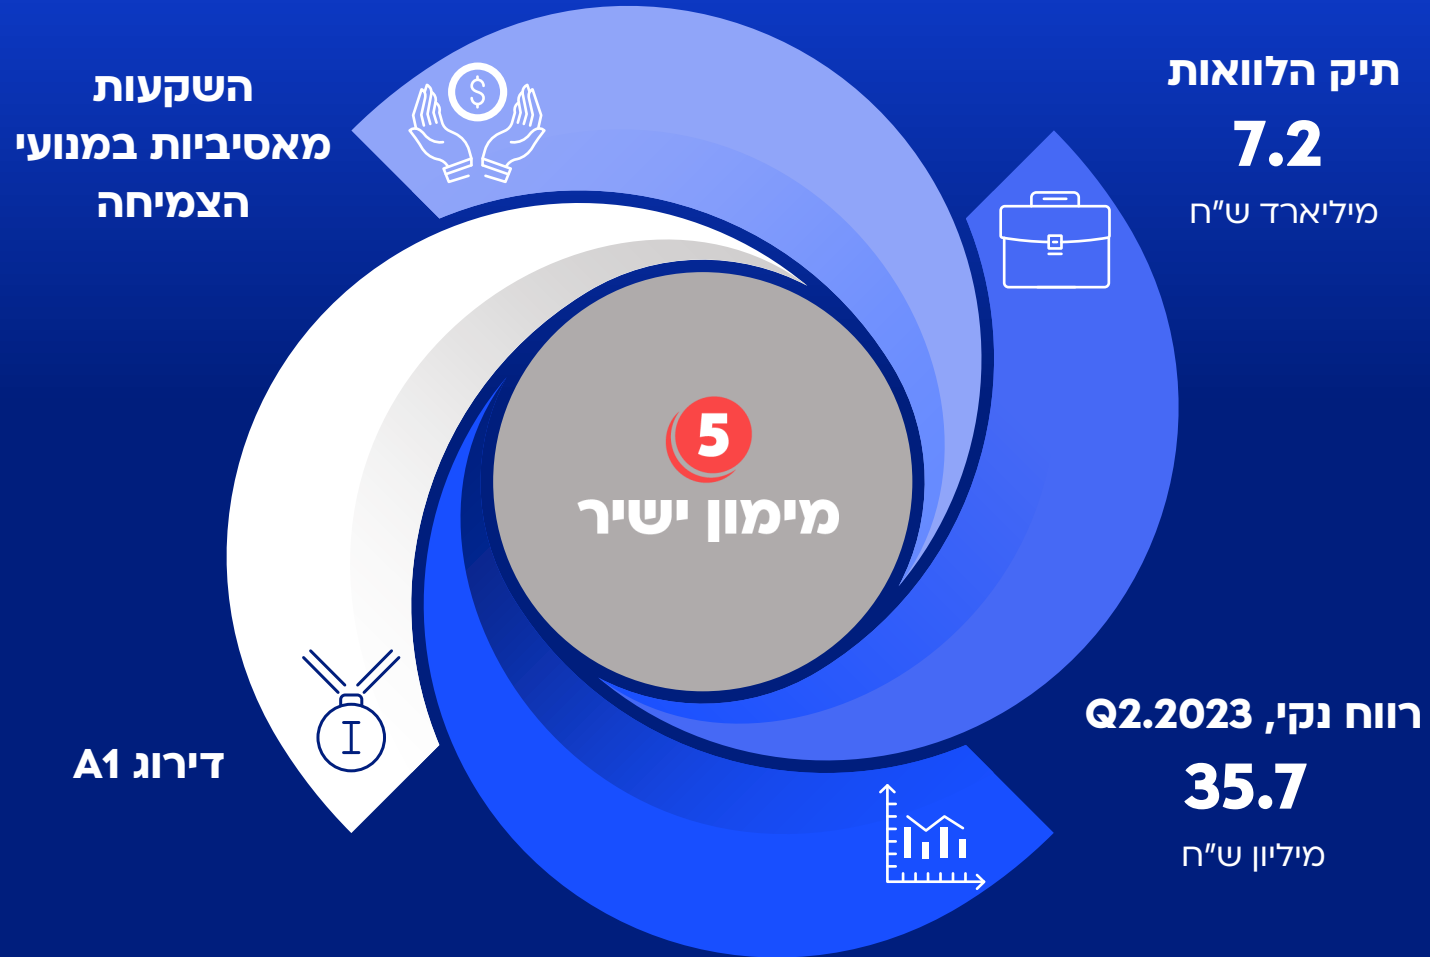 תיק הלוואות
7.2
מיליארד ש"ח
השקעות
מאסיביות במנועי
הצמיחה
5
מימון ישיר
רווח נקי, Q2.2023
35.7
מיליון ש"ח
דירוג A1